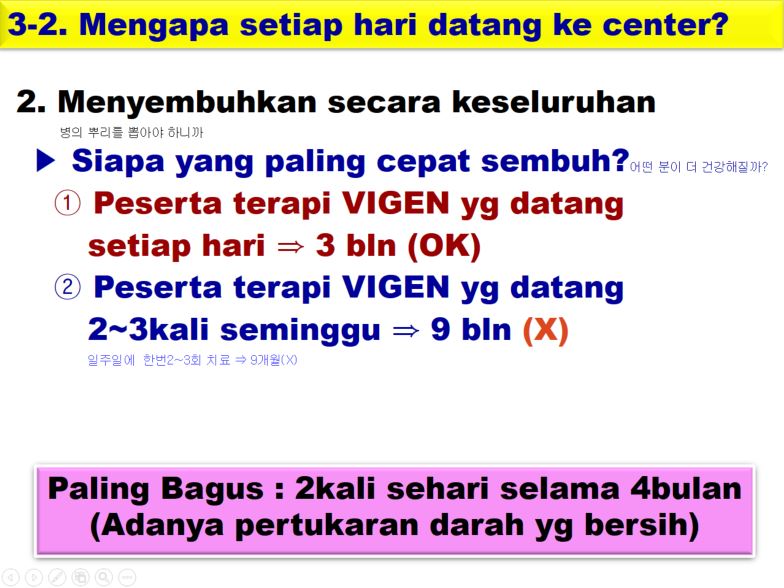 3-2. Mengapa setiap hari datang ke center?
2. Menyembuhkan secara keseluruhan
병의 뿌리를 뽑아야 하니까
▶ Siapa yang paling cepat sembuh? 어떤 분이 더 건강해질까?
① Peserta terapi VIGEN yg datang
setiap hari ⇒ 3 bln (OK)
② Peserta terapi VIGEN yg datang
2~3kali seminggu ⇒ 9 bln (X)
일주일에 한번2~3회 치료 ⇒ 9개월(X)
Paling Bagus : 2kali sehari selama 4bulan
(Adanya pertukaran darah yg bersih)